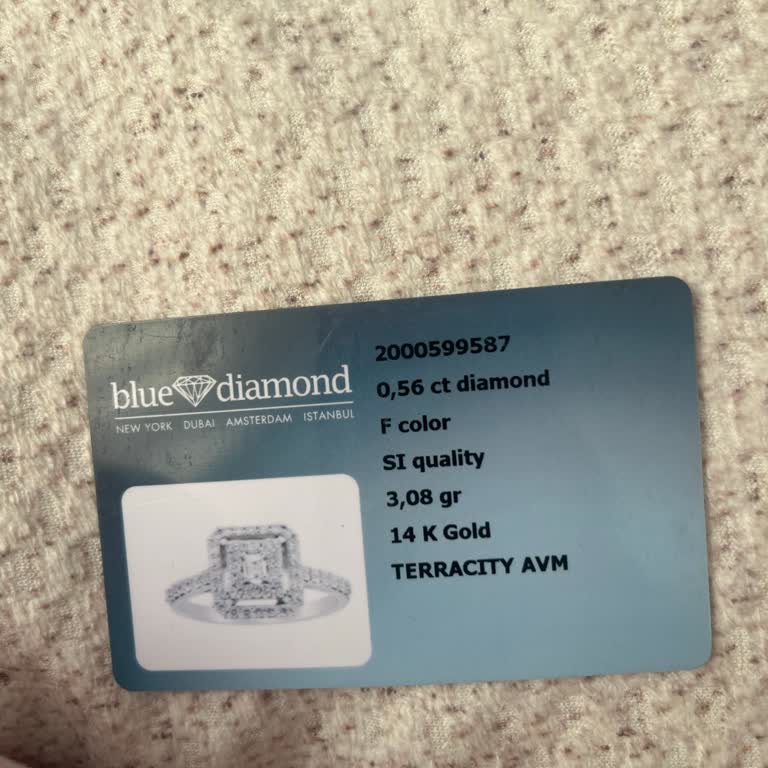 blue diamond
NEW YORK DUBAI AMSTERDAM ISTANBUL
2000599587
0,56 ct diamond
F color
SI quality
3,08 gr
14 K Gold
TERRACITY AVM